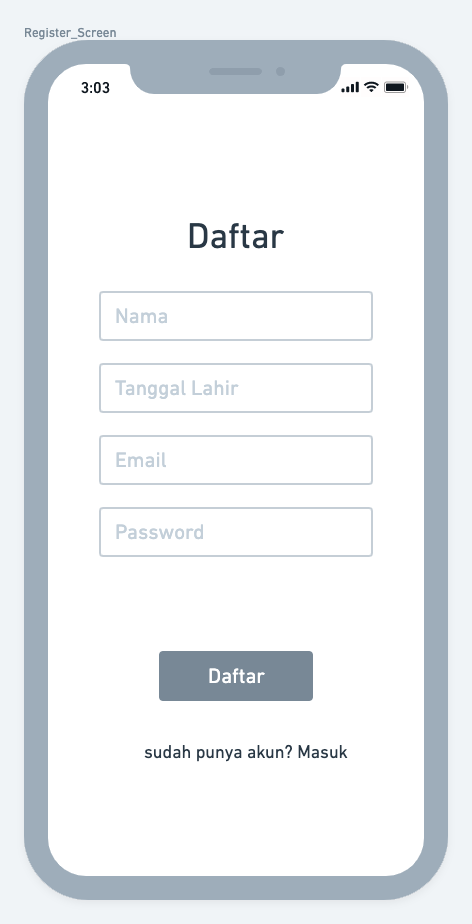 Register_Screen
3:03
Daftar
Nama
Tanggal Lahir
Email
Password
Daftar
sudah punya akun? Masuk